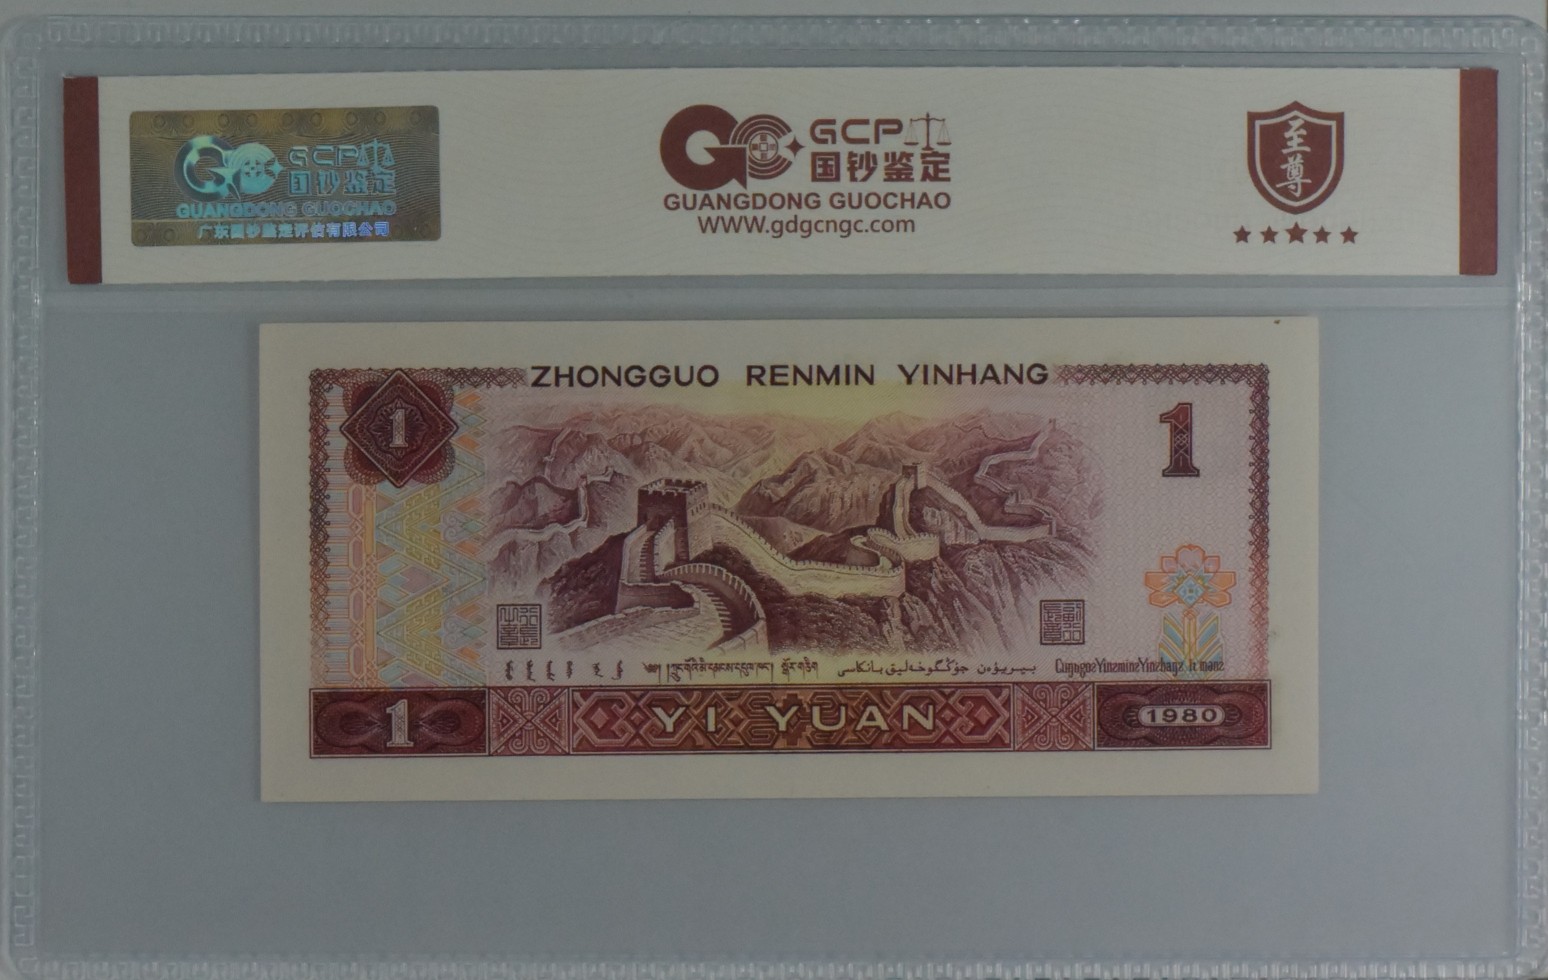 GCP
国钞鉴定
GUANGDONG GUOCHAO
广东国钞鉴定评估有限公司
GCP
国钞鉴定
GUANGDONG GUOCHAO
WWW.gdgcngc.com
至
尊
ZHONGGUO RENMIN YINHANG
1
1
1
YI YUAN
1980